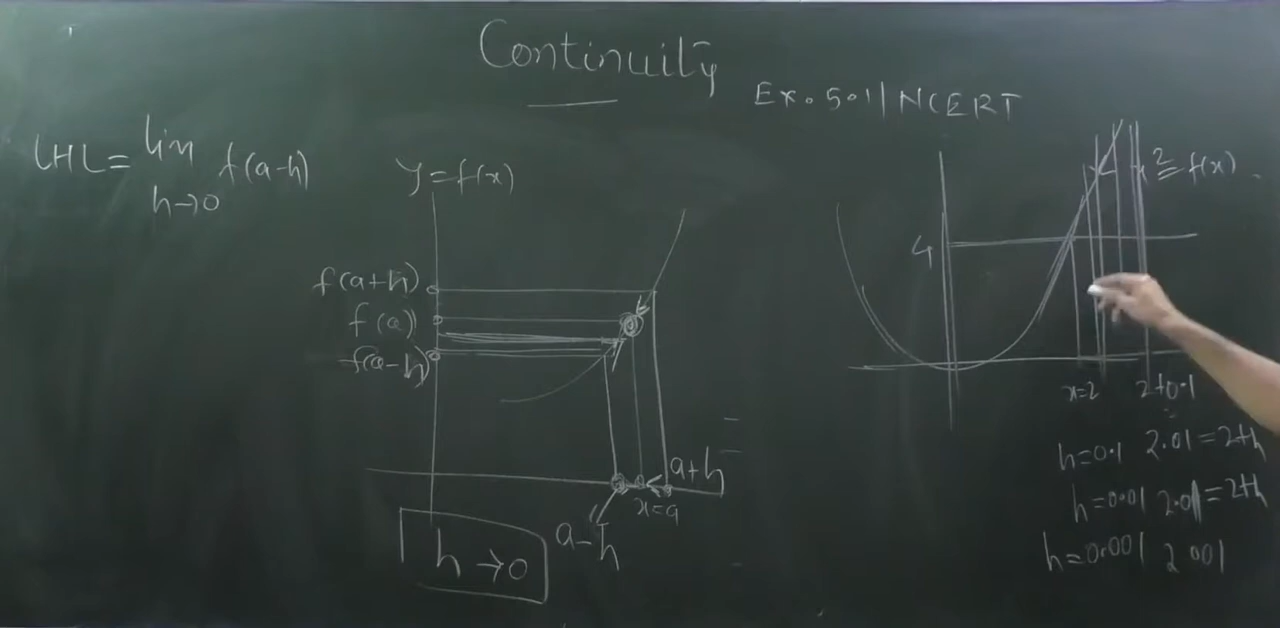 Continuity
Ex. 5.1 | NCERT
LHL = lim f(a-h)
h→0
y = f(x)
f(a+h)
f(a)
f(a-h)
a+h
x=a
a-h
h→0
x² = f(x)
4
x=2
2+0.1
h=0.1 2.01=2+h
h=0.01 2.01=2+h
h=0.001 2.001